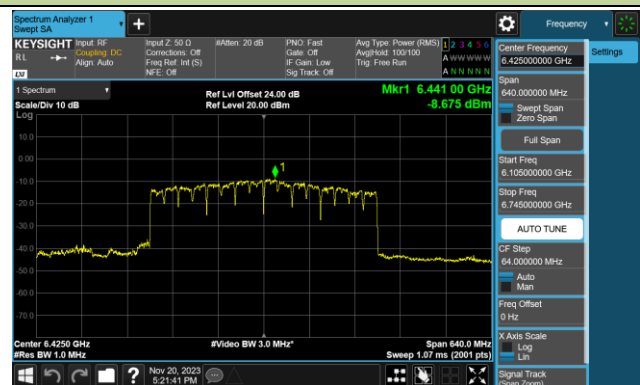 Spectrum Analyzer 1
Swept SA
+
Frequency
KEYSIGHT
Input: RF
Coupling: DC
Align: Auto
Input Z: 50 Ω
Corrections: Off
Freq Ref: Int (S)
NFE: Off
#Atten: 20 dB
PNO: Fast
Gate: Off
IF Gain: Low
Sig Track: Off
Avg Type: Power (RMS)
Avg|Hold: 100/100
Trig: Free Run
1 2 3 4 5 6
A W W W W W
A N N N N N
R L
LXI
Center Frequency
6.425000000 GHz
Settings
Span
640.000000 MHz
Swept Span
Zero Span
Full Span
Start Freq
6.105000000 GHz
Stop Freq
6.745000000 GHz
AUTO TUNE
CF Step
64.000000 MHz
Auto
Man
Freq Offset
0 Hz
X Axis Scale
Log
Lin
Signal Track
(Span Zoom)
1 Spectrum
Scale/Div 10 dB
Ref Lvl Offset 24.00 dB
Ref Level 20.00 dBm
Mkr1 6.441 00 GHz
-8.675 dBm
Log
10.0
0.00
-10.0
-20.0
-30.0
-40.0
-50.0
-60.0
-70.0
1
Center 6.4250 GHz
#Res BW 1.0 MHz
#Video BW 3.0 MHz*
Span 640.0 MHz
Sweep 1.07 ms (2001 pts)
?
Nov 20, 2023
5:21:41 PM